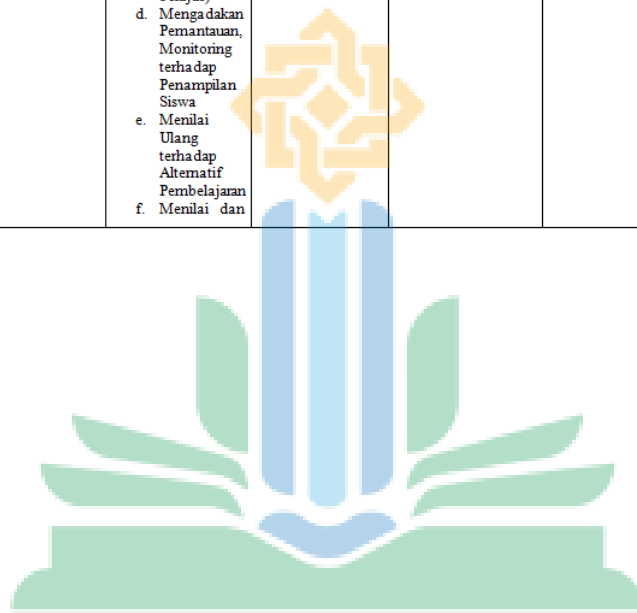 d. Mengadakan
Pemantauan,
Monitoring
terhadap
Penampilan
Siswa
e. Menilai
Ulang
terhadap
Alternatif
Pembelajaran
f. Menilai dan